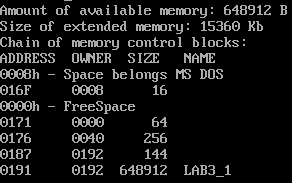 Amount of available memory: 648912 B
Size of extended memory: 15360 Kb
Chain of memory control blocks:
ADDRESS OWNER SIZE NAME
0008h - Space belongs MS DOS
016F 0008 16
0000h - FreeSpace
0171 0000 64
0176 0040 256
0187 0192 144
0191 0192 648912 LAB3_1